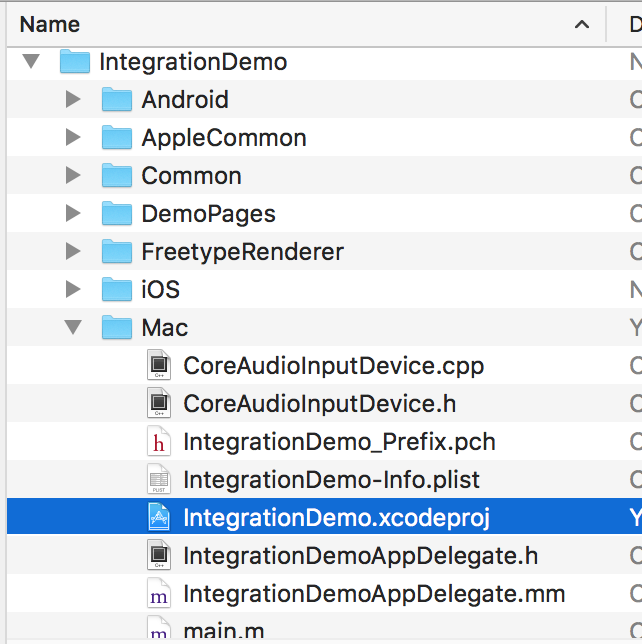 Name
IntegrationDemo
Android
AppleCommon
Common
DemoPages
FreetypeRenderer
iOS
Mac
CoreAudioInputDevice.cpp
CoreAudioInputDevice.h
IntegrationDemo_Prefix.pch
IntegrationDemo-Info.plist
IntegrationDemo.xcodeproj
IntegrationDemoAppDelegate.h
IntegrationDemoAppDelegate.mm
main.m